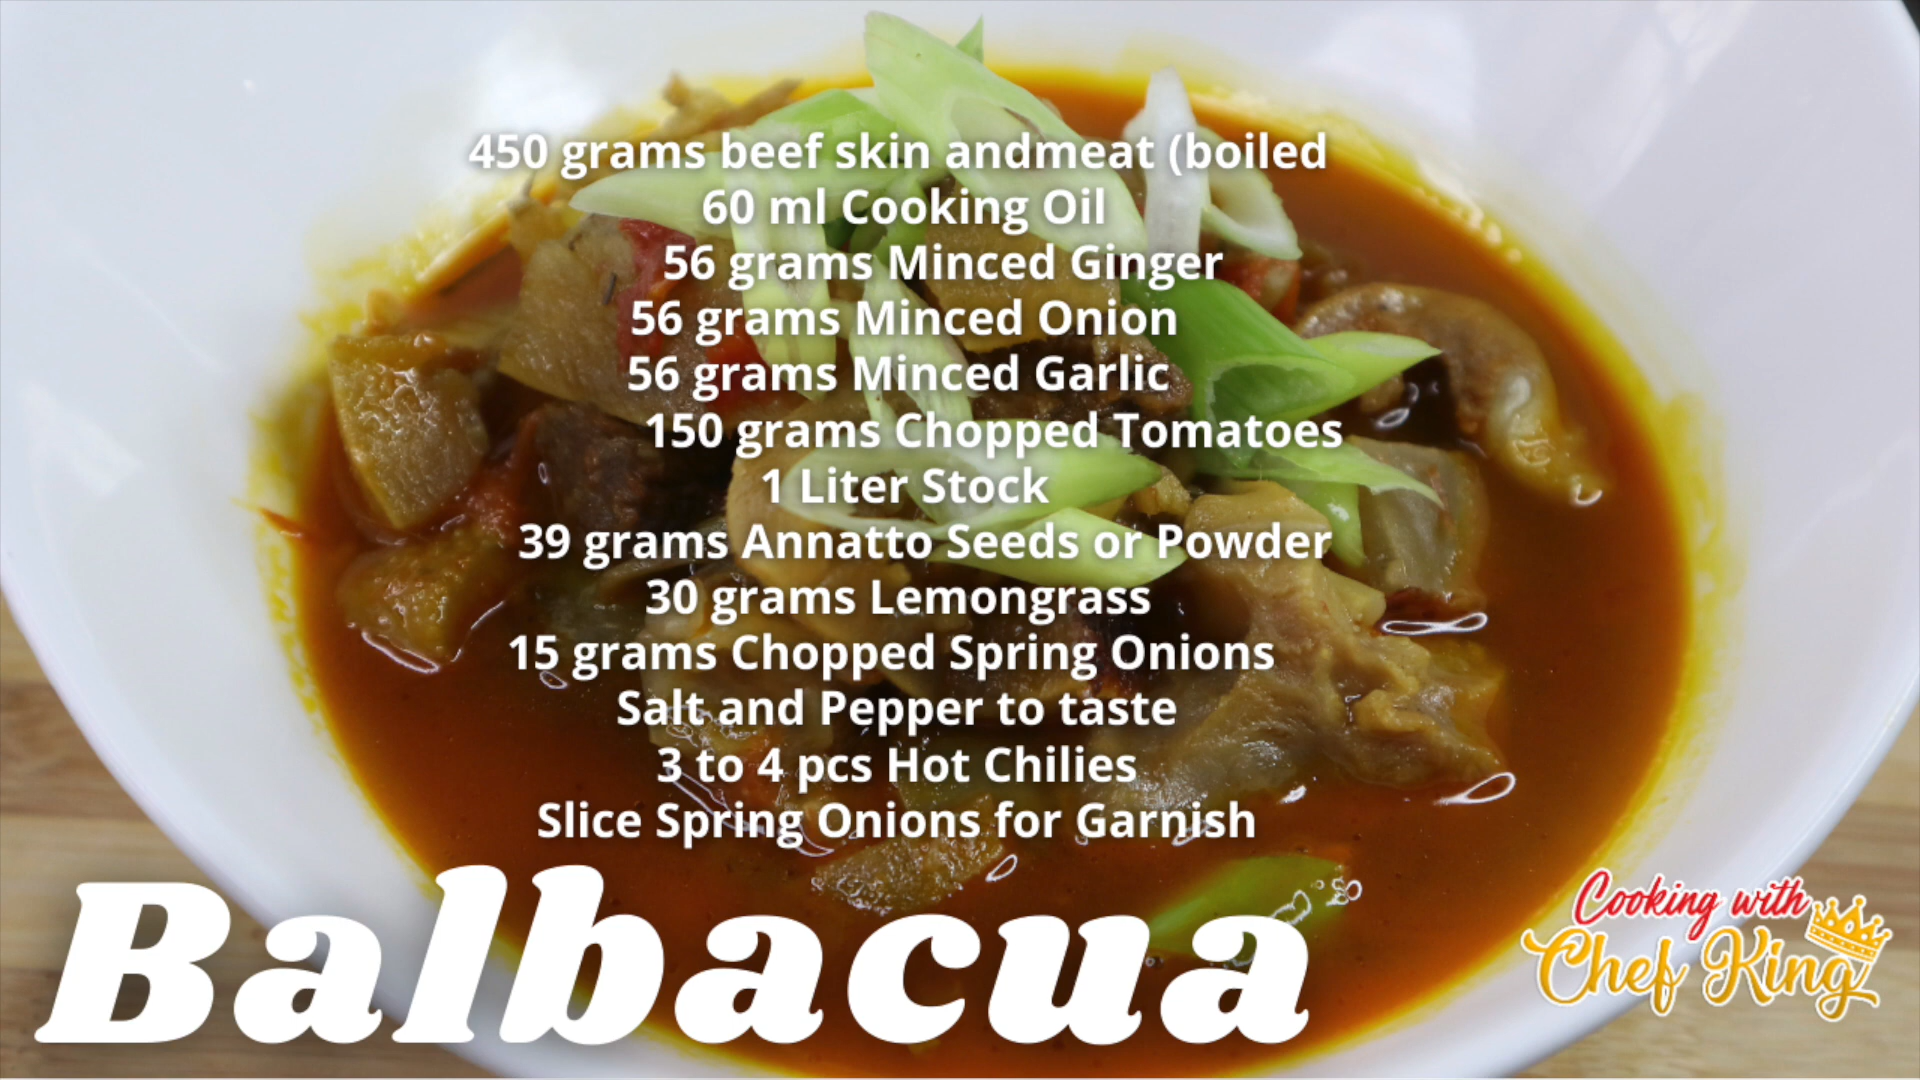 450 grams beef skin andmeat (boiled
60 ml Cooking Oil
56 grams Minced Ginger
56 grams Minced Onion
56 grams Minced Garlic
150 grams Chopped Tomatoes
1 Liter Stock
39 grams Annatto Seeds or Powder
30 grams Lemongrass
15 grams Chopped Spring Onions
Salt and Pepper to taste
3 to 4 pcs Hot Chilies
Slice Spring Onions for Garnish
Balbacua
Cooking with
Chef King